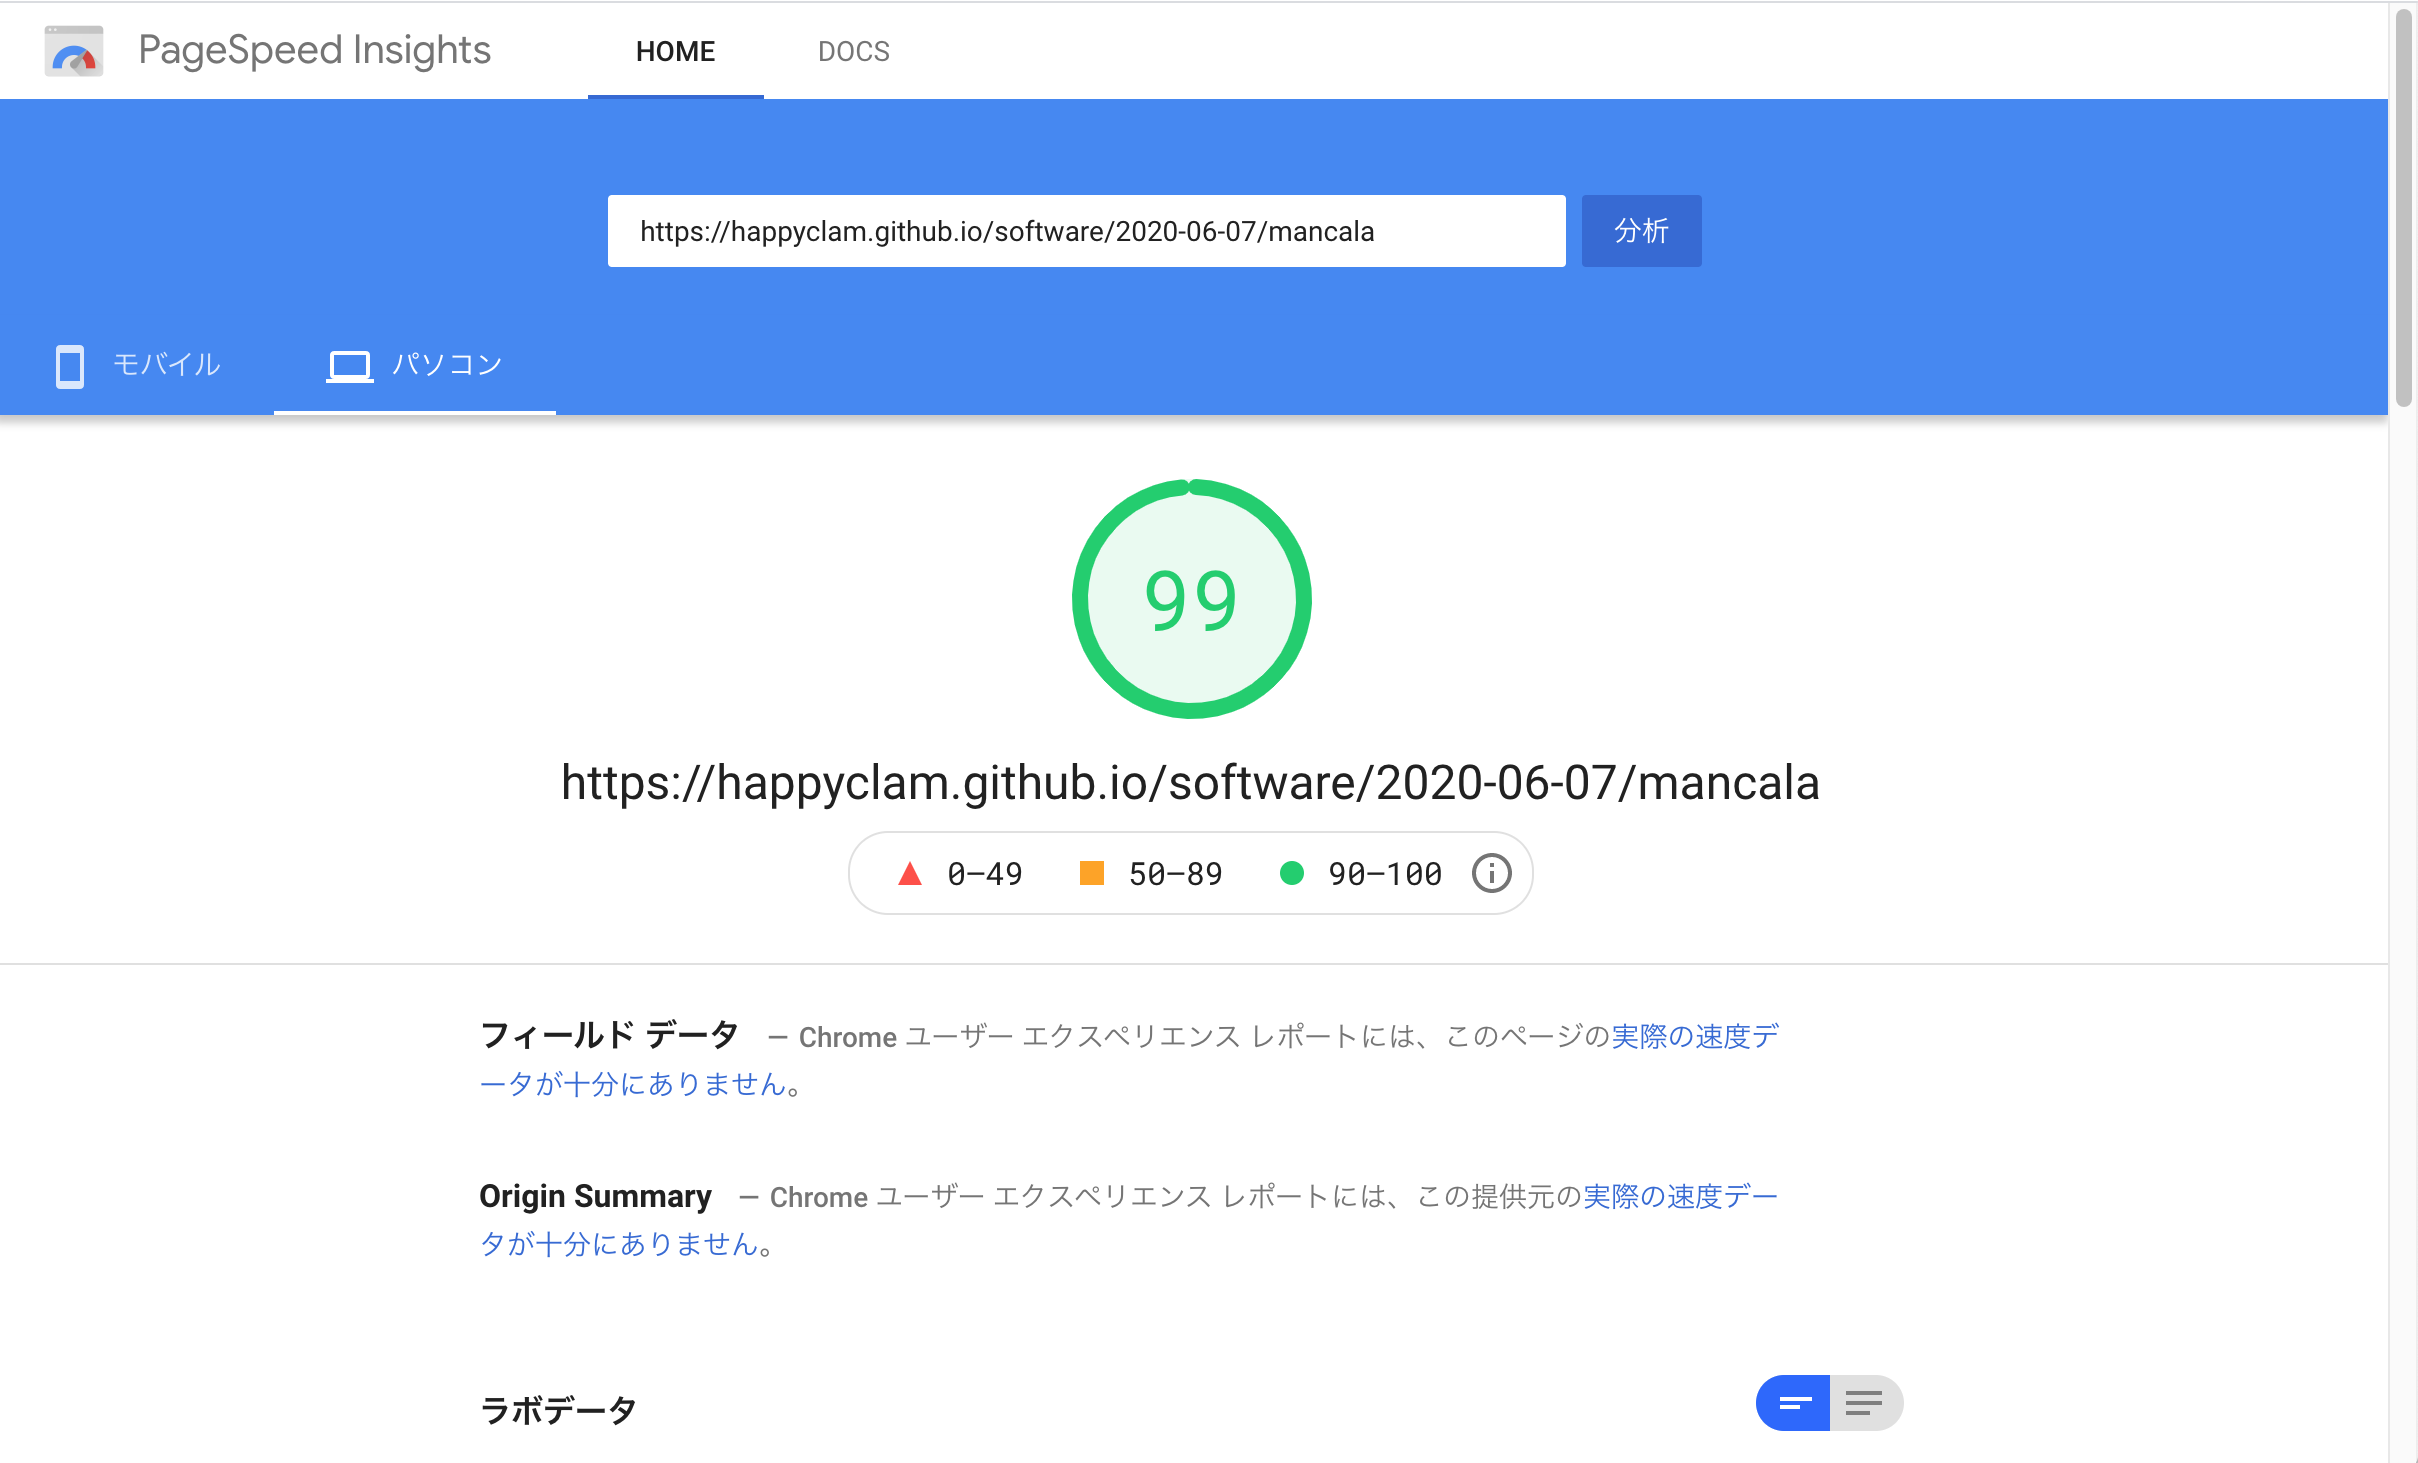 PageSpeed Insights HOME DOCS
https://happyclam.github.io/software/2020-06-07/mancala 分析
モバイル パソコン
99
https://happyclam.github.io/software/2020-06-07/mancala
0–49 50–89 90–100
フィールド データ — Chrome ユーザー エクスペリエンス レポートには、このページの実際の速度デ
ータが十分にありません。
Origin Summary — Chrome ユーザー エクスペリエンス レポートには、この提供元の実際の速度デー
タが十分にありません。
ラボデータ